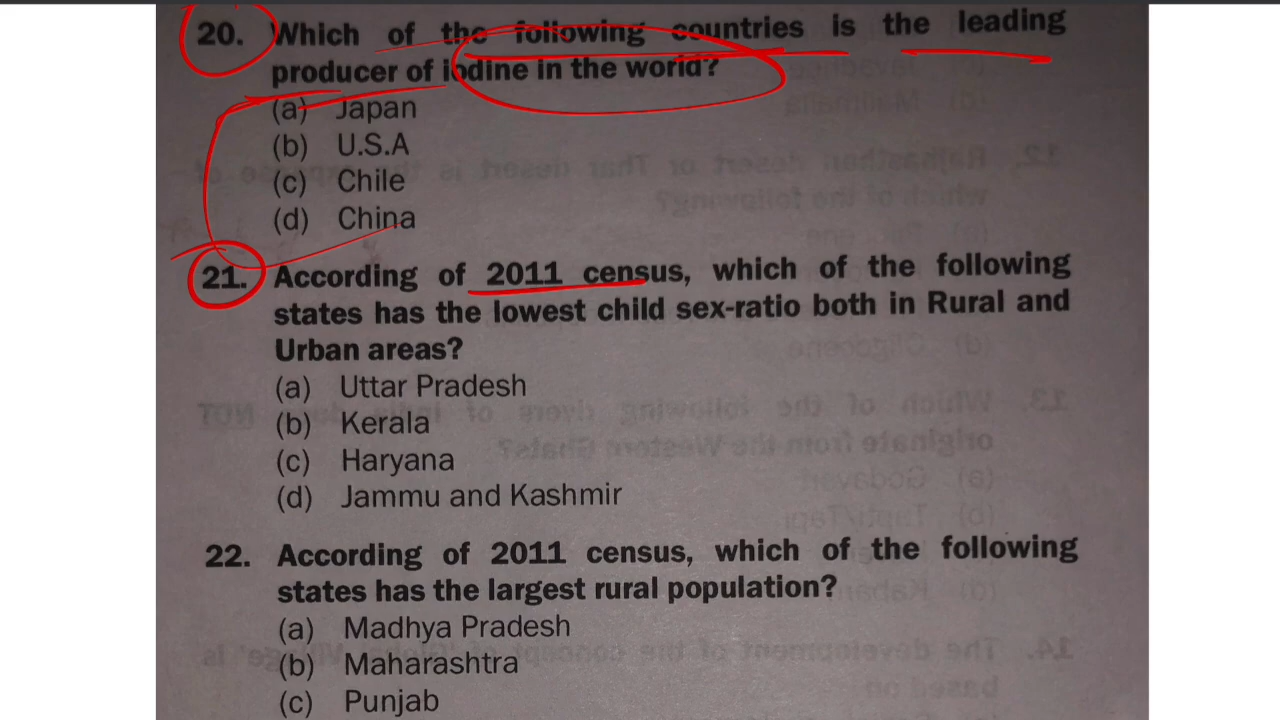 20. Which of the following countries is the leading
producer of iodine in the world?
(a) Japan
(b) U.S.A
(c) Chile
(d) China
21. According of 2011 census, which of the following
states has the lowest child sex-ratio both in Rural and
Urban areas?
(a) Uttar Pradesh
(b) Kerala
(c) Haryana
(d) Jammu and Kashmir
22. According of 2011 census, which of the following
states has the largest rural population?
(a) Madhya Pradesh
(b) Maharashtra
(c) Punjab